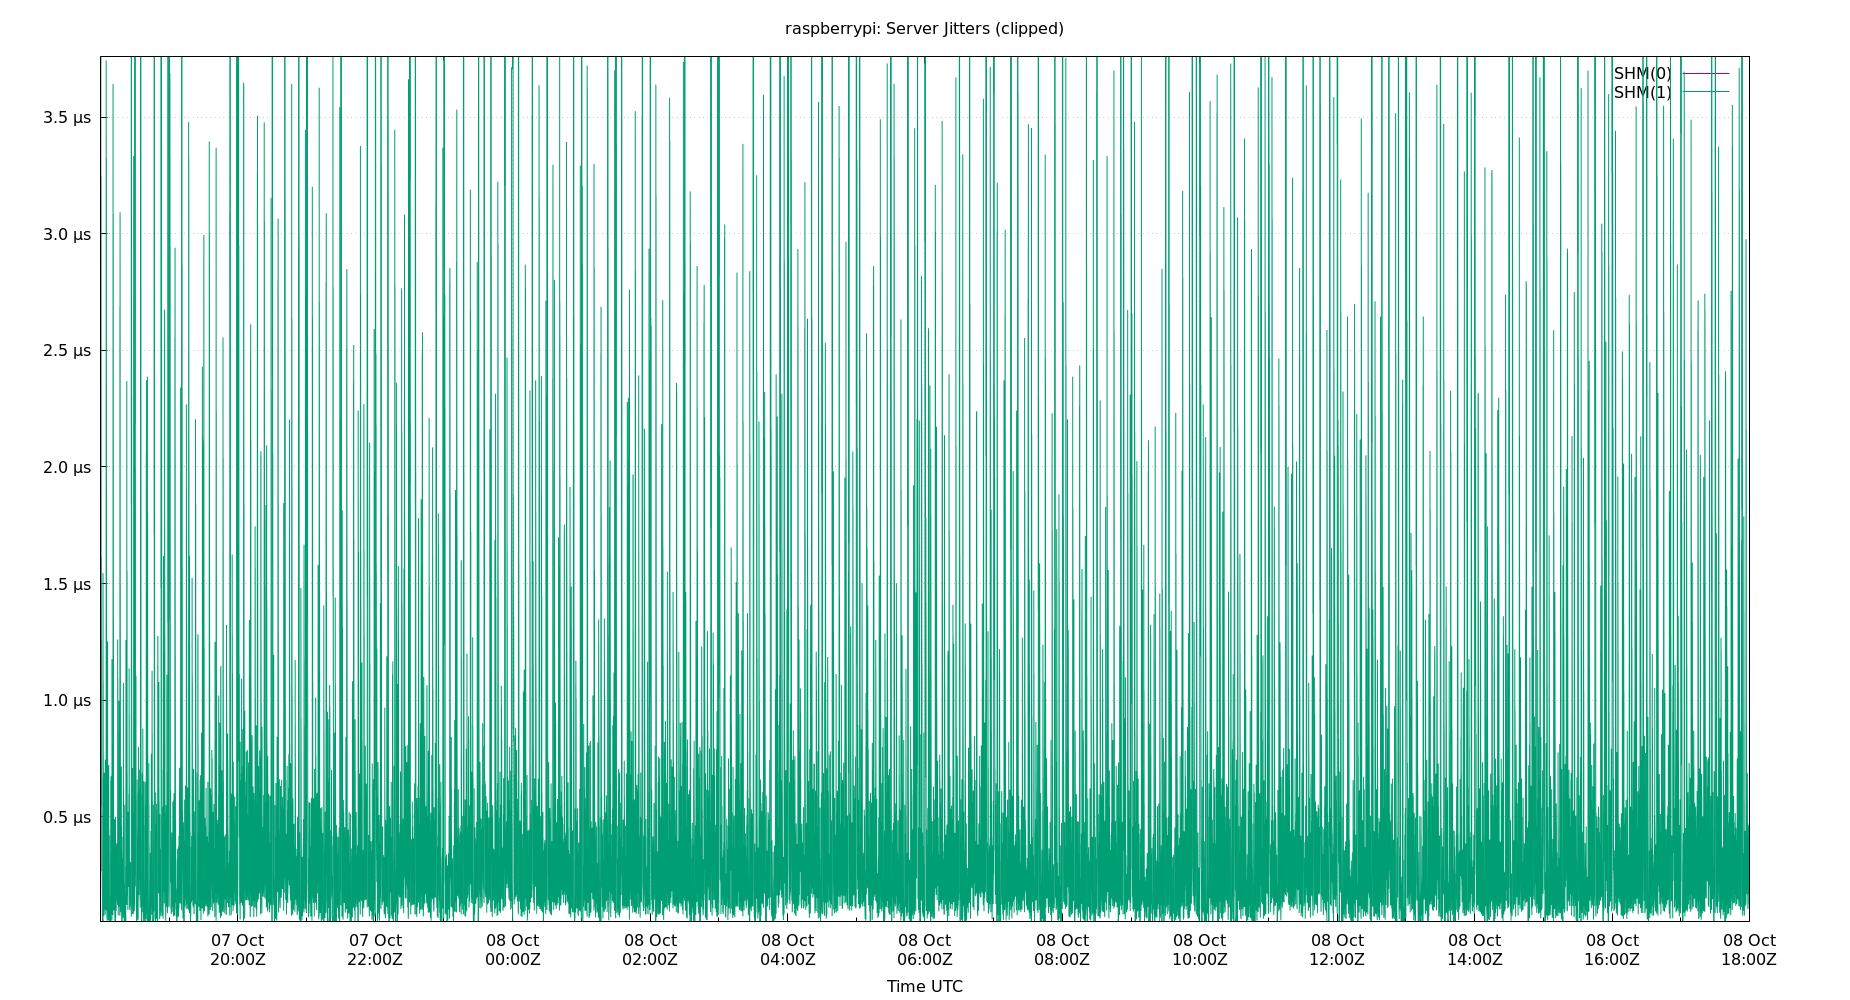 raspberrypi: Server Jitters (clipped)
SHM(0)
SHM(1)
3.5 μs
3.0 μs
2.5 μs
2.0 μs
1.5 μs
1.0 μs
0.5 μs
07 Oct 07 Oct 08 Oct 08 Oct 08 Oct 08 Oct 08 Oct 08 Oct 08 Oct 08 Oct 08 Oct 08 Oct
20:00Z 22:00Z 00:00Z 02:00Z 04:00Z 06:00Z 08:00Z 10:00Z 12:00Z 14:00Z 16:00Z 18:00Z
Time UTC